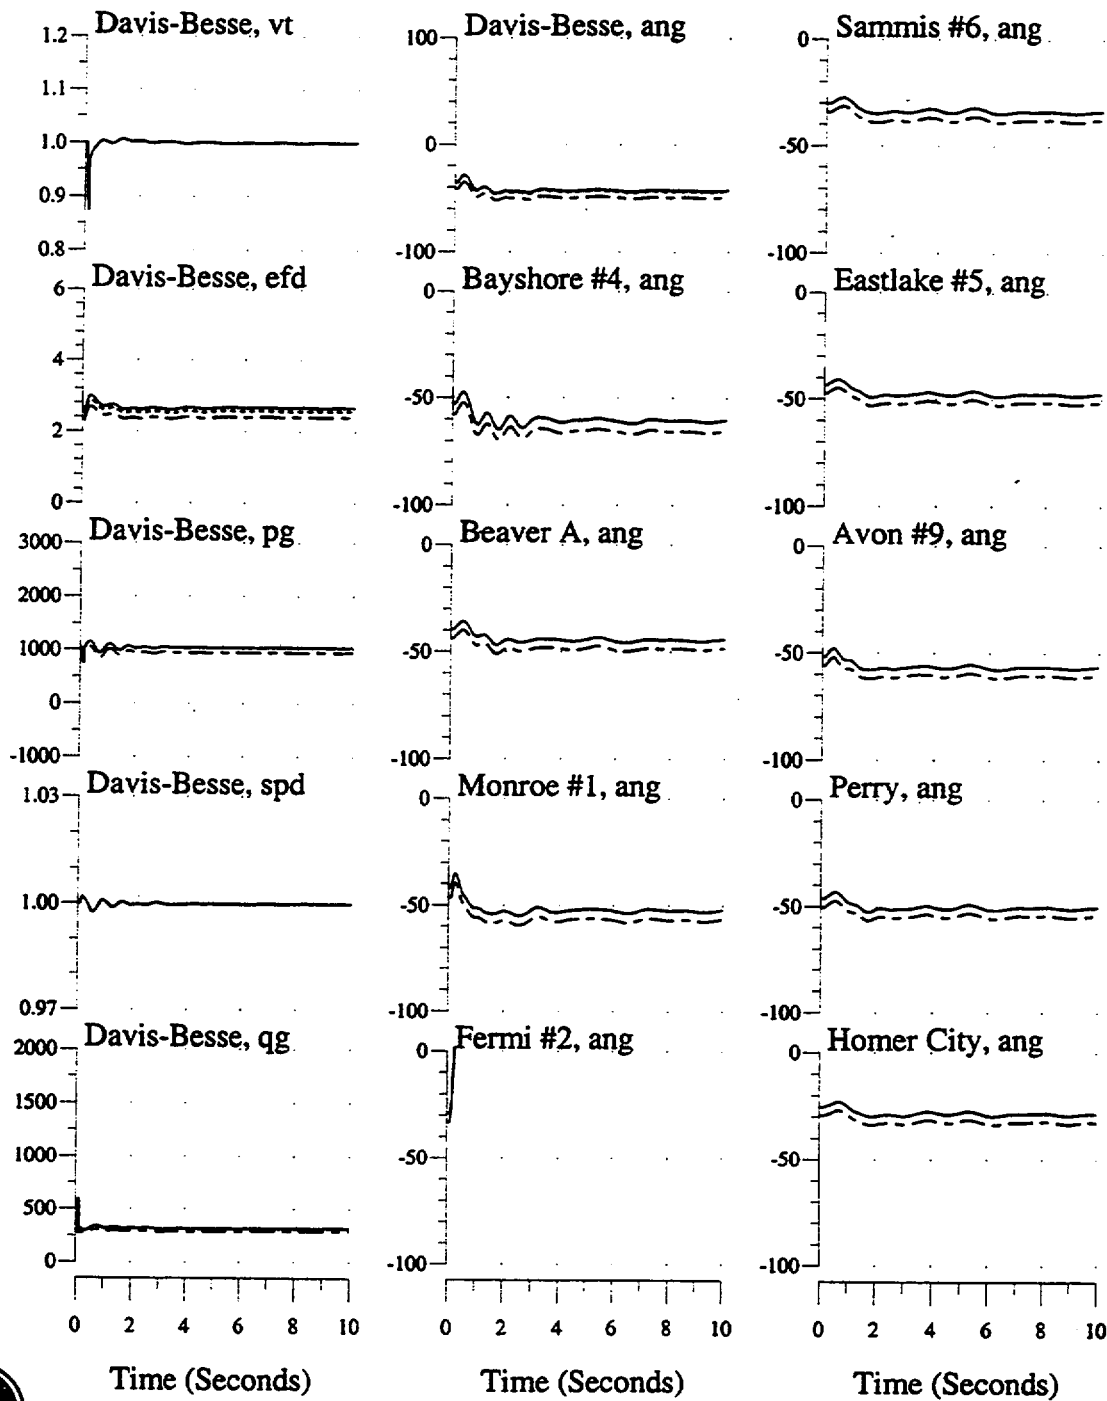 Davis-Besse, vt
1.2
1.1
1.0
0.9
0.8
Davis-Besse, efd
6
4
2
0
Davis-Besse, pg
3000
2000
1000
0
-1000
Davis-Besse, spd
1.03
1.00
0.97
Davis-Besse, qg
2000
1500
1000
500
0
0 2 4 6 8 10
Time (Seconds)
Davis-Besse, ang
100
0
-100
Bayshore #4, ang
0
-50
-100
Beaver A, ang
0
-50
-100
Monroe #1, ang
0
-50
-100
Fermi #2, ang
0
-50
-100
0 2 4 6 8 10
Time (Seconds)
Sammis #6, ang
0
-50
-100
Eastlake #5, ang
0
-50
-100
Avon #9, ang
0
-50
-100
Perry, ang
0
-50
-100
Homer City, ang
0
-50
-100
0 2 4 6 8 10
Time (Seconds)